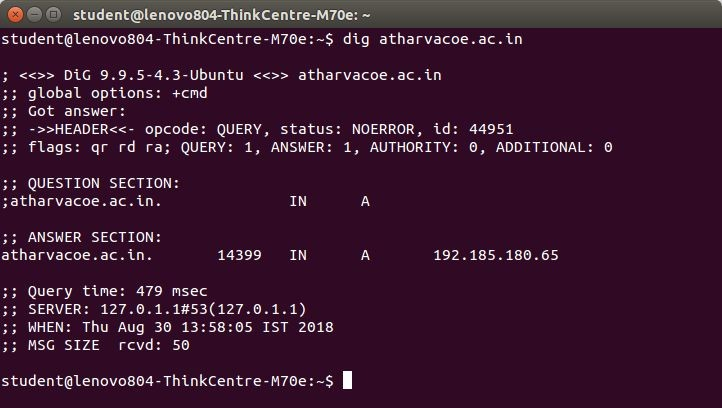 student@lenovo804-ThinkCentre-M70e: ~
student@lenovo804-ThinkCentre-M70e:~$ dig atharvacoe.ac.in
; <<>> DiG 9.9.5-4.3-Ubuntu <<>> atharvacoe.ac.in
;; global options: +cmd
;; Got answer:
;; ->>HEADER<<- opcode: QUERY, status: NOERROR, id: 44951
;; flags: qr rd ra; QUERY: 1, ANSWER: 1, AUTHORITY: 0, ADDITIONAL: 0
;; QUESTION SECTION:
;atharvacoe.ac.in. IN A
;; ANSWER SECTION:
atharvacoe.ac.in. 14399 IN A 192.185.180.65
;; Query time: 479 msec
;; SERVER: 127.0.1.1#53(127.0.1.1)
;; WHEN: Thu Aug 30 13:58:05 IST 2018
;; MSG SIZE rcvd: 50
student@lenovo804-ThinkCentre-M70e:~$